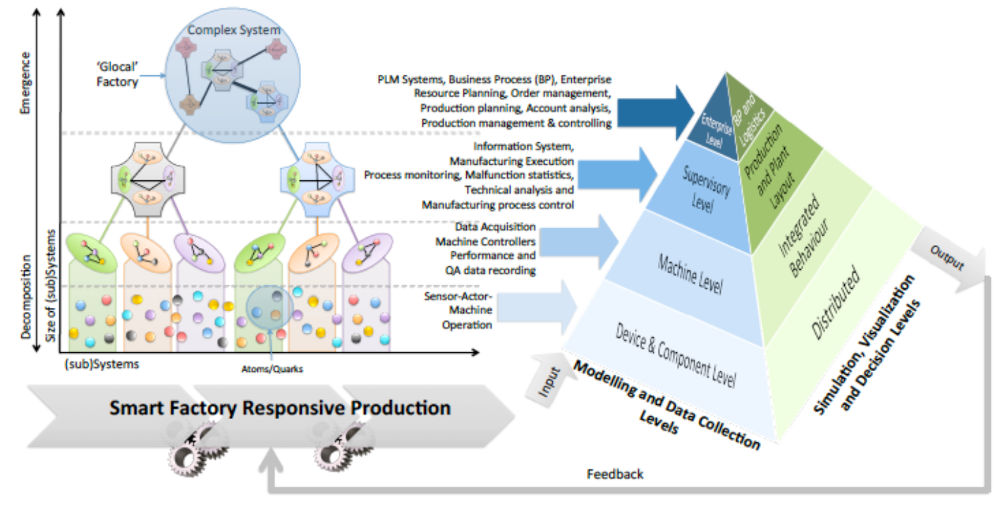 Emergence
Decomposition
Size of (sub)Systems
Complex System
'Glocal'
Factory
(sub)Systems
Atoms/Quarks
PLM Systems, Business Process (BP), Enterprise
Resource Planning, Order management,
Production planning, Account analysis,
Production management & controlling
Information System,
Manufacturing Execution
Process monitoring, Malfunction statistics,
Technical analysis and
Manufacturing process control
Data Acquisition
Machine Controllers
Performance and
QA data recording
Sensor-Actor-
Machine
Operation
Enterprise
Level
Supervisory
Level
Machine Level
Device & Component Level
BP and
Logistics
Production
and Plant
Layout
Integrated
Behaviour
Distributed
Input
Modelling and Data Collection
Levels
Simulation, Visualization
and Decision Levels
Output
Smart Factory Responsive Production
Feedback